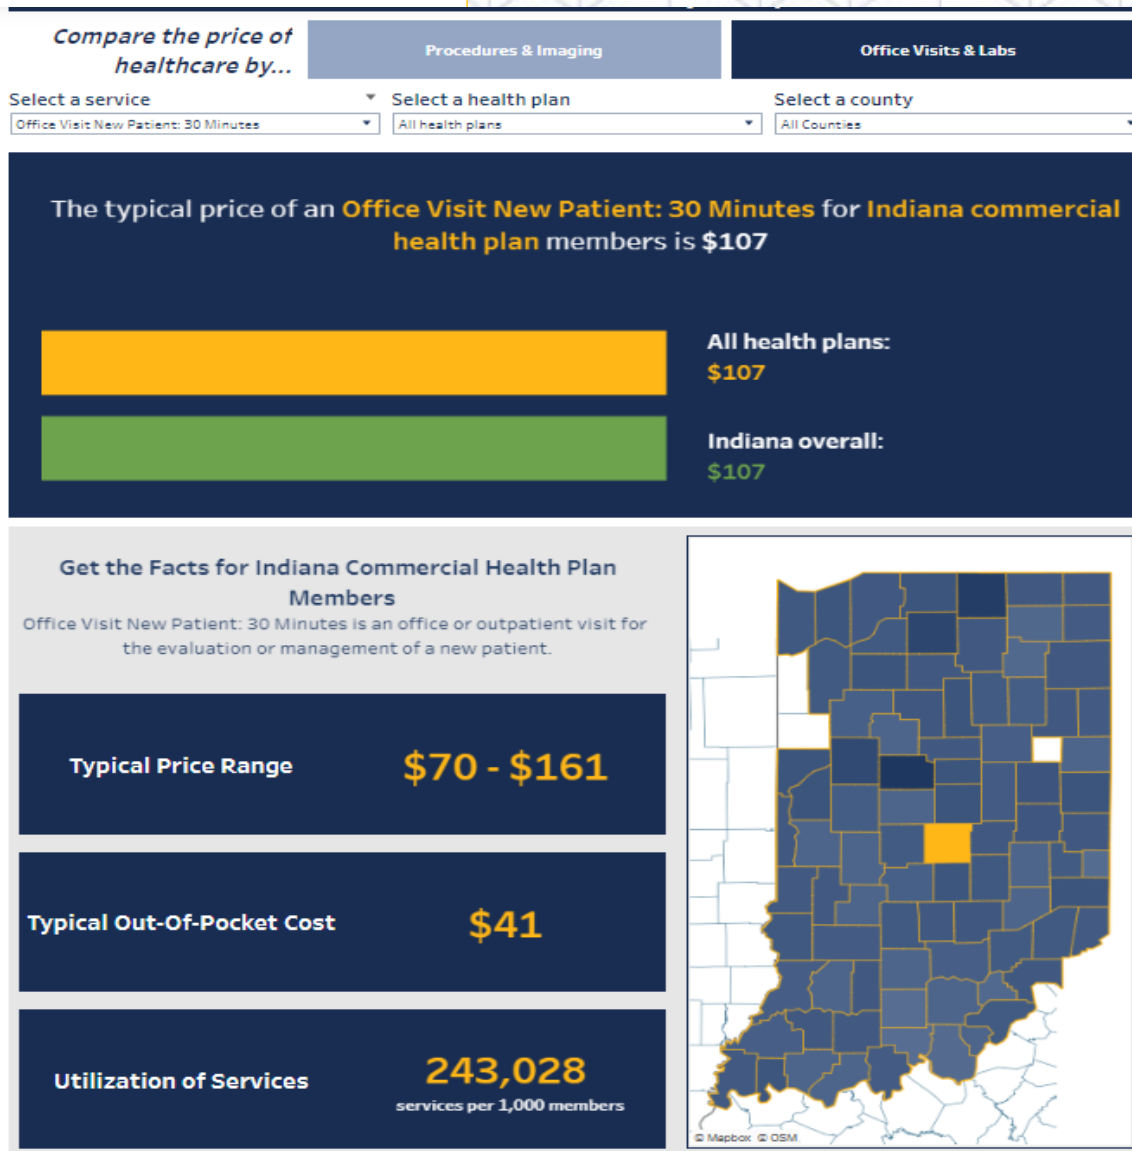 Compare the price of
healthcare by...
Procedures & Imaging
Office Visits & Labs
Select a service
Select a health plan
Select a county
Office Visit New Patient: 30 Minutes
All health plans
All Counties
The typical price of an Office Visit New Patient: 30 Minutes for Indiana commercial
health plan members is $107
All health plans:
$107
Indiana overall:
$107
Get the Facts for Indiana Commercial Health Plan
Members
Office Visit New Patient: 30 Minutes is an office or outpatient visit for
the evaluation or management of a new patient.
Typical Price Range
$70 - $161
Typical Out-Of-Pocket Cost
$41
Utilization of Services
243,028
services per 1,000 members
© Mapbox © OSM